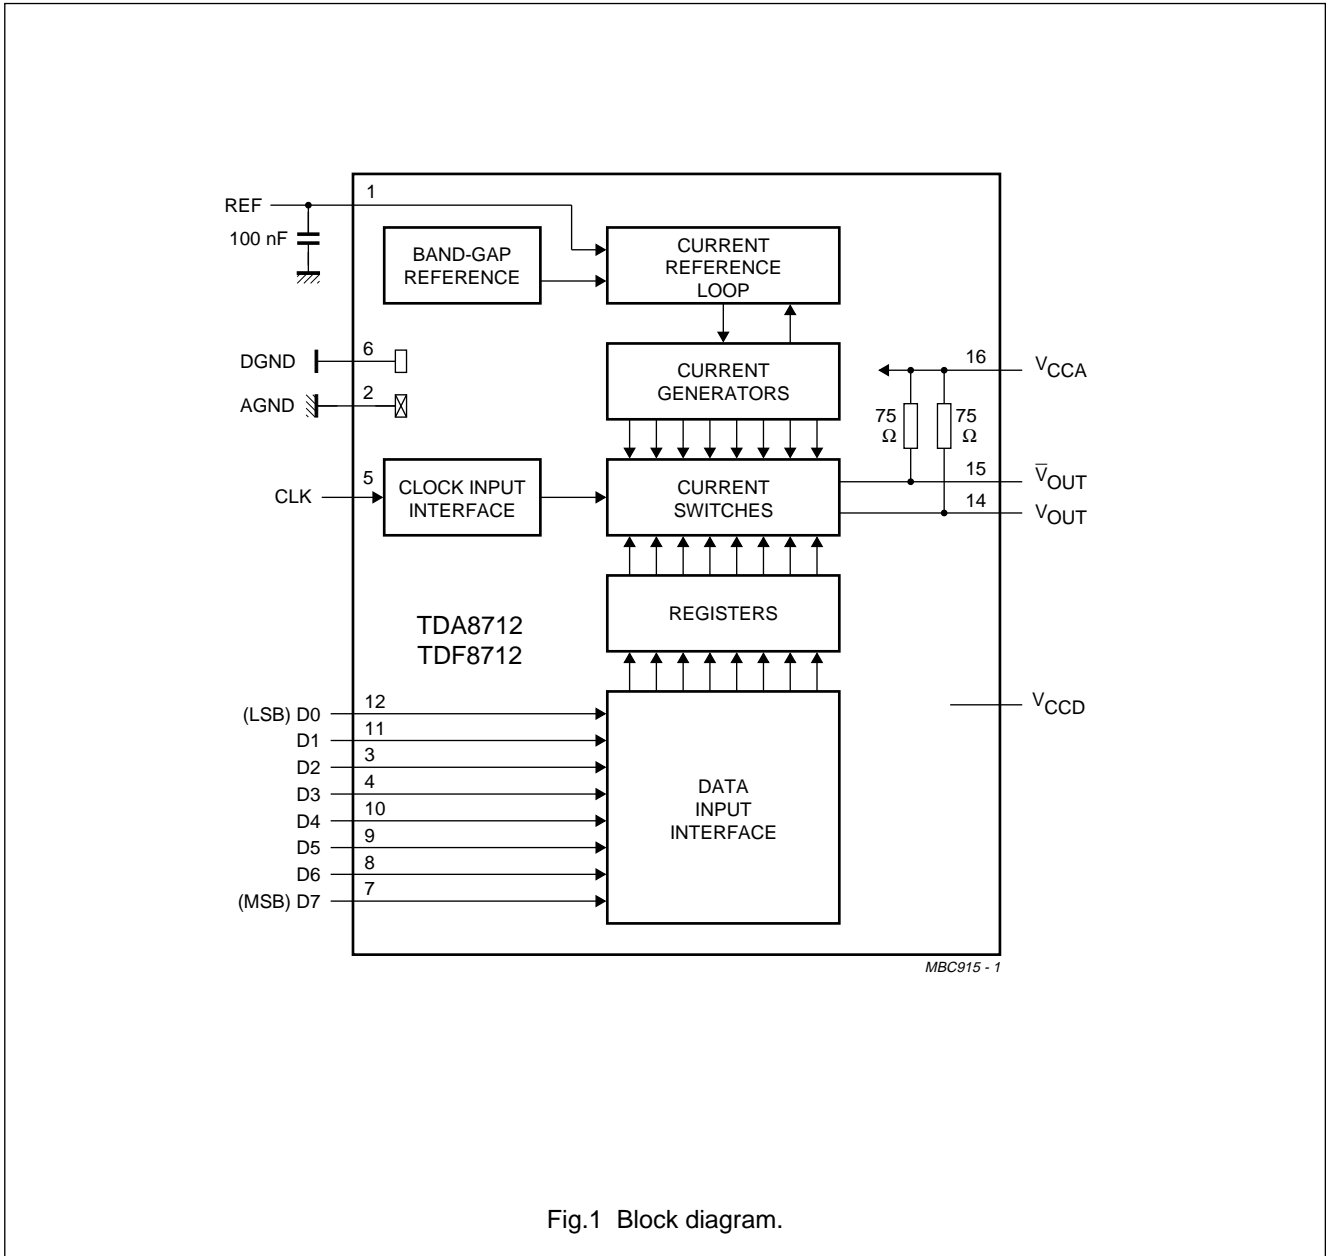 REF
1
100 nF
BAND-GAP
REFERENCE
CURRENT
REFERENCE
LOOP
DGND
6
AGND
2
CURRENT
GENERATORS
16
VCCA
75
Ω
75
Ω
CLK
5
CLOCK INPUT
INTERFACE
CURRENT
SWITCHES
15
V̅OUT
14
VOUT
REGISTERS
TDA8712
TDF8712
(LSB) D0
12
D1
11
D2
3
D3
4
D4
10
D5
9
D6
8
(MSB) D7
7
DATA
INPUT
INTERFACE
VCCD
MBC915 - 1
Fig.1 Block diagram.